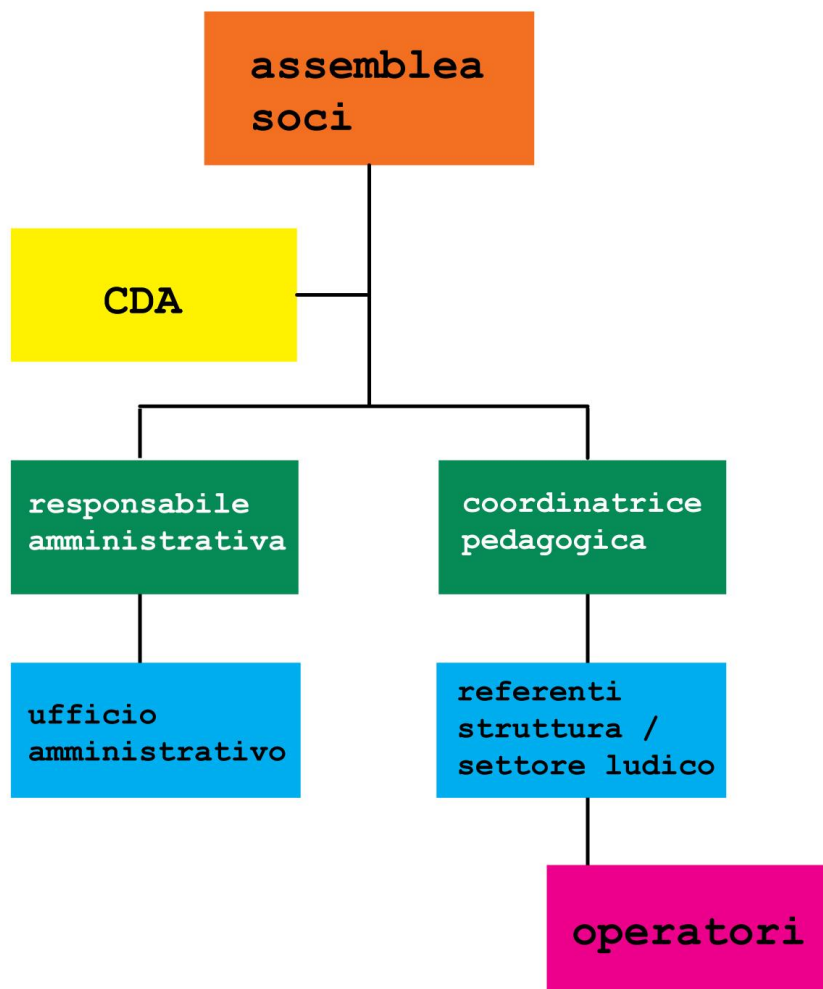 assemblea
soci
CDA
responsabile
amministrativa
coordinatrice
pedagogica
ufficio
amministrativo
referenti
struttura /
settore ludico
operatori